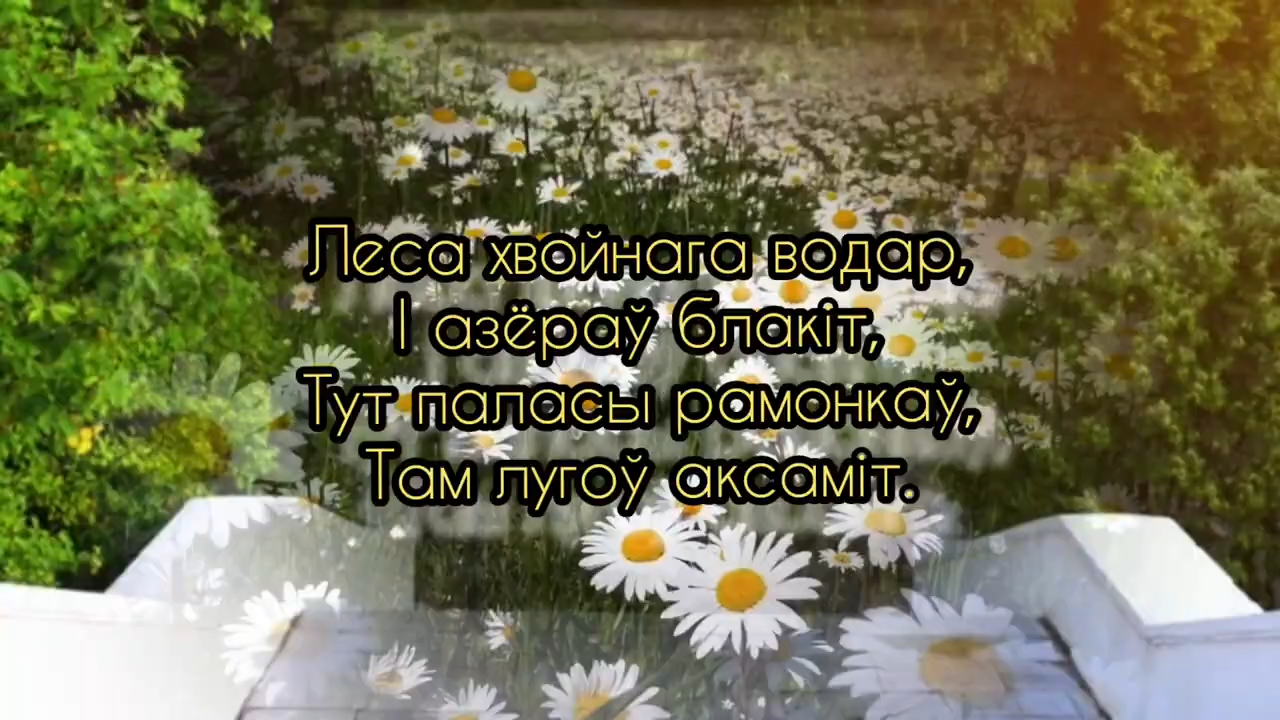 Леса хвойнага водар,
І азёраў блакіт,
Тут паласы рамонкаў,
Там лугоў аксаміт.